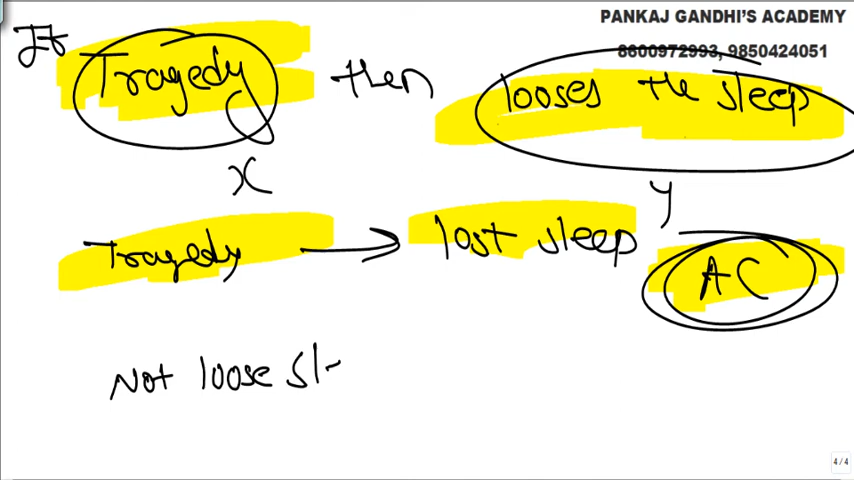 PANKAJ GANDHI'S ACADEMY
8600972993, 9850424051
If Tragedy then looses the sleep
x y
Tragedy → lost sleep AC
Not loose sl
4/4